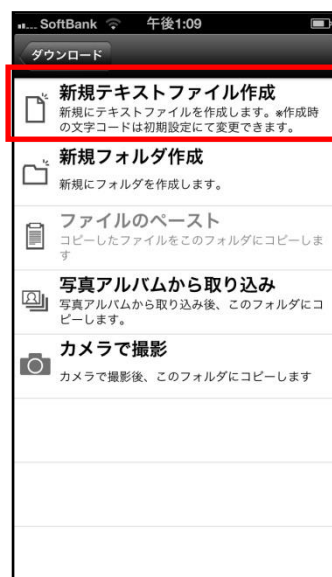 SoftBank 午後1:09
ダウンロード
新規テキストファイル作成
新規にテキストファイルを作成します。※作成時
の文字コードは初期設定にて変更できます。
新規フォルダ作成
新規にフォルダを作成します。
ファイルのペースト
コピーしたファイルをこのフォルダにコピーしま
す
写真アルバムから取り込み
写真アルバムから取り込み後、このフォルダにコ
ピーします。
カメラで撮影
カメラで撮影後、このフォルダにコピーします